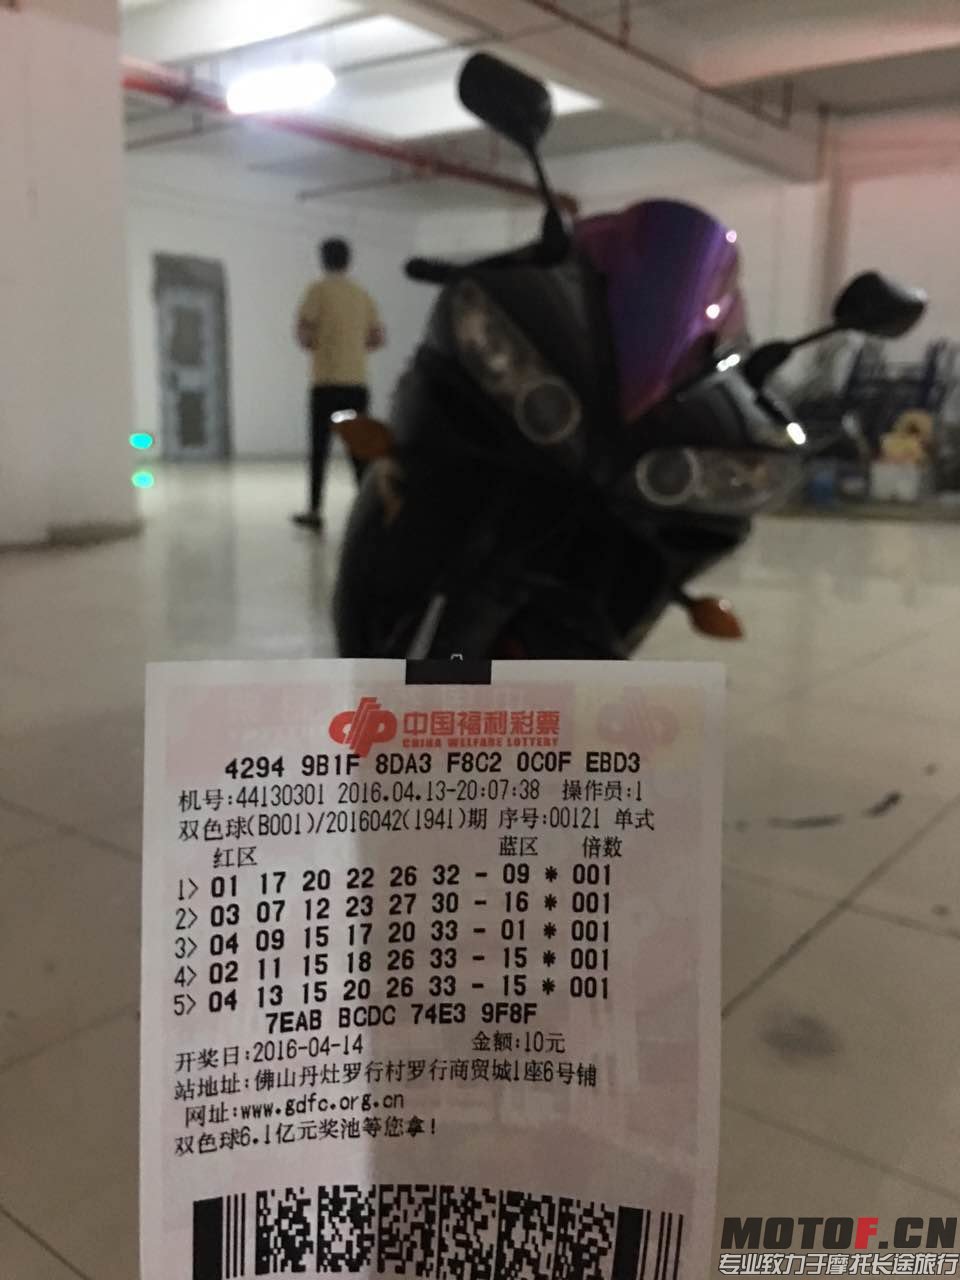 中国福利彩票
CHINA WELFARE LOTTERY
4294 9B1F 8DA3 F8C2 0C0F EBD3
机号:44130301 2016.04.13-20:07:38 操作员:1
双色球(B001)/2016042(1941)期 序号:00121 单式
红区 蓝区 倍数
1> 01 17 20 22 26 32 - 09 * 001
2> 03 07 12 23 27 30 - 16 * 001
3> 04 09 15 17 20 33 - 01 * 001
4> 02 11 15 18 26 33 - 15 * 001
5> 04 13 15 20 26 33 - 15 * 001
7EAB BCDC 74E3 9F8F
开奖日:2016-04-14 金额:10元
站地址:佛山丹灶罗行村罗行商贸城1座6号铺
网址:www.gdfc.org.cn
双色球6.1亿元奖池等您拿!
MOTOF.CN
专业致力于摩托长途旅行